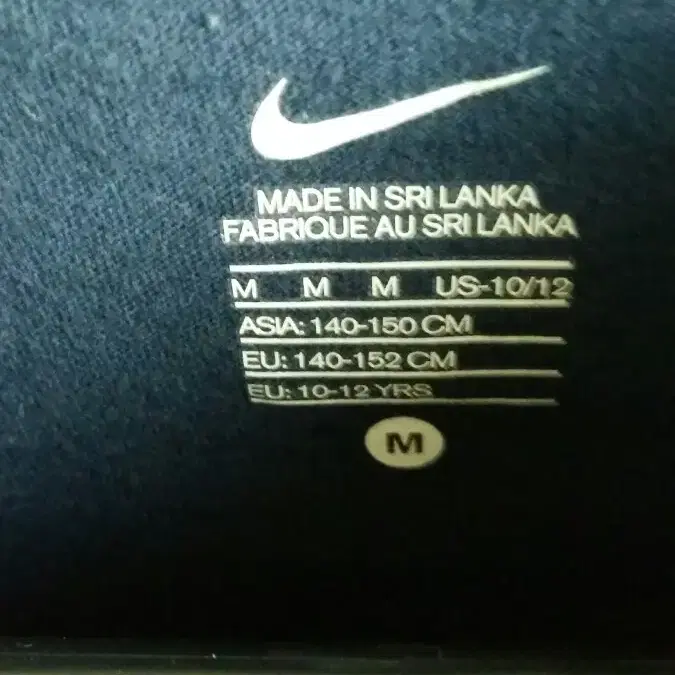 MADE IN SRI LANKA
FABRIQUE AU SRI LANKA
M M M US-10/12
ASIA: 140-150 CM
EU: 140-152 CM
EU: 10-12 YRS
M